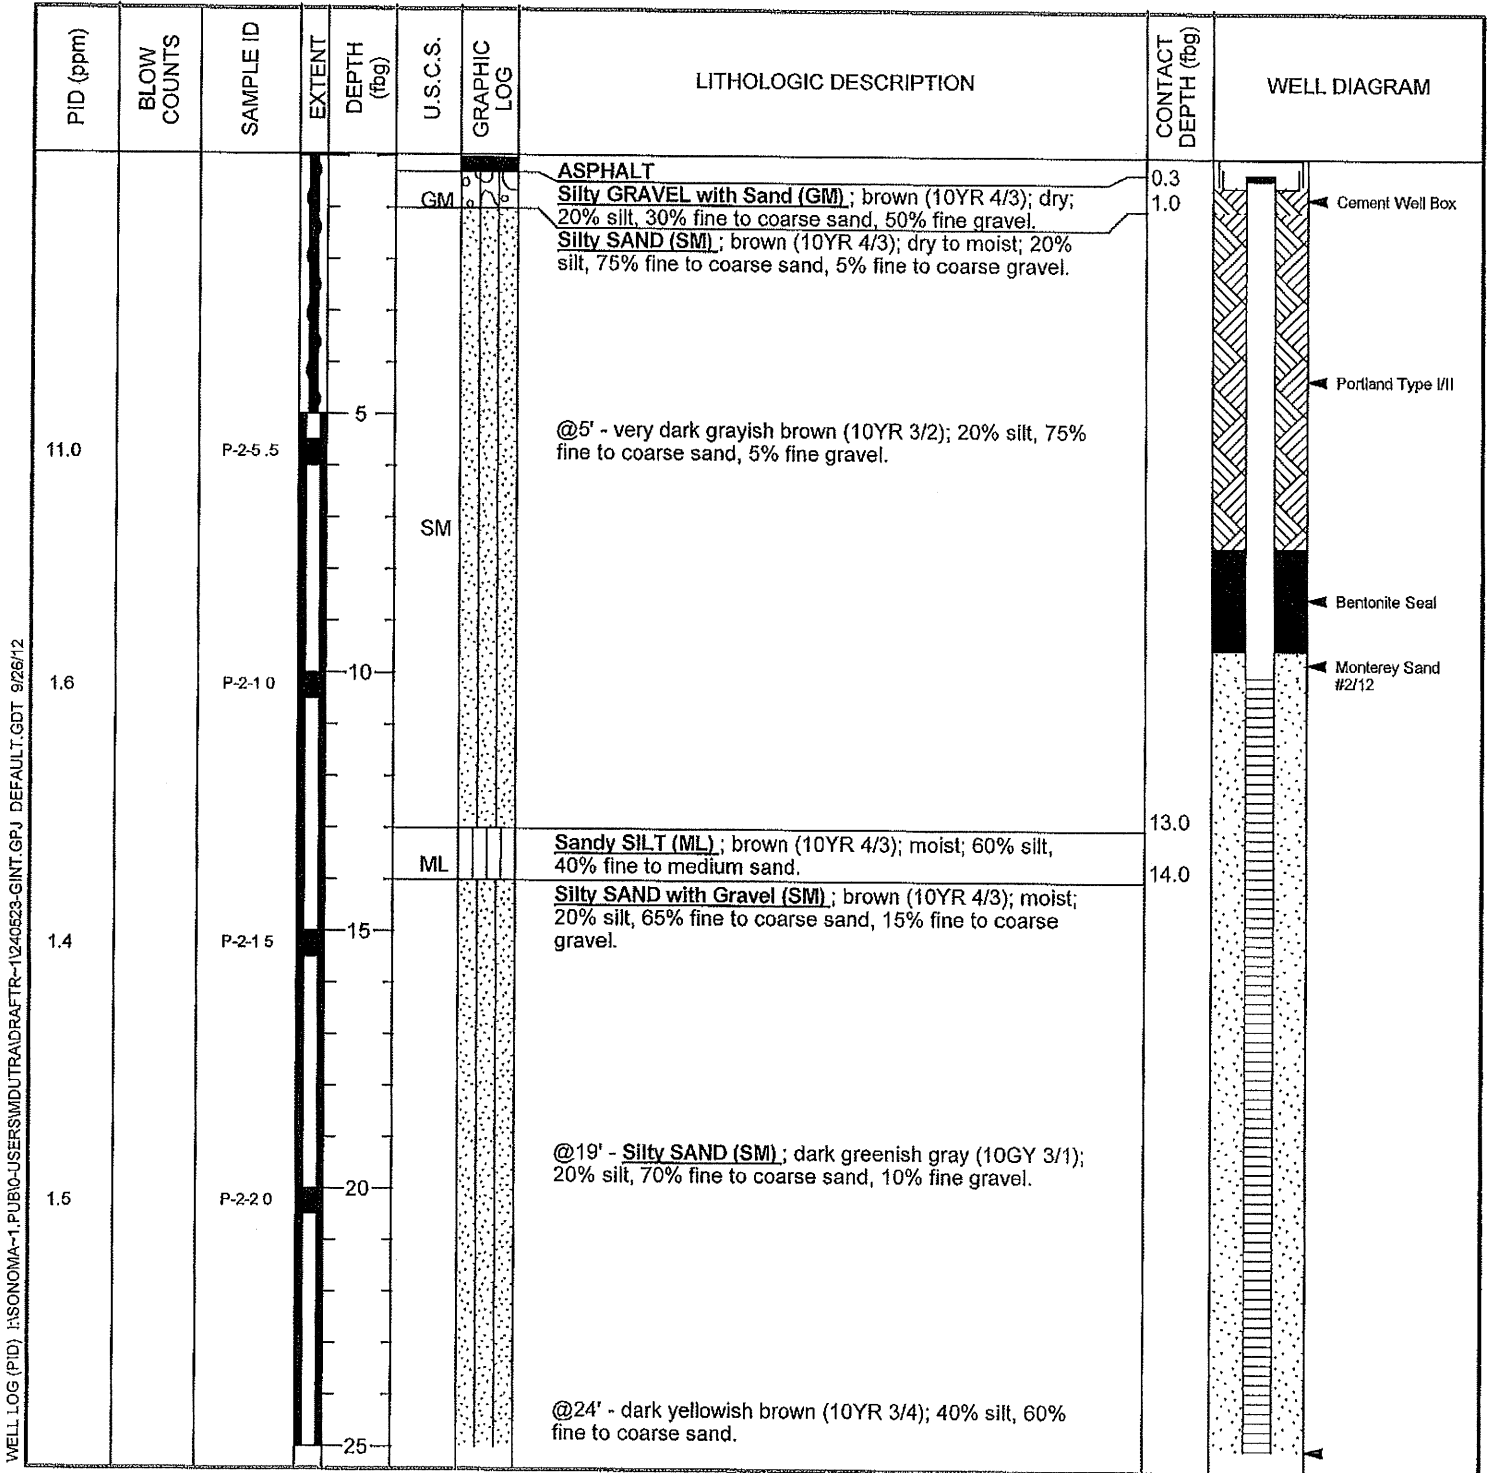 PID (ppm)
BLOW
COUNTS
SAMPLE ID
EXTENT
DEPTH
(fbg)
U.S.C.S.
GRAPHIC
LOG
LITHOLOGIC DESCRIPTION
CONTACT
DEPTH (fbg)
WELL DIAGRAM
ASPHALT
0.3
GM
Silty GRAVEL with Sand (GM) ; brown (10YR 4/3); dry;
20% silt, 30% fine to coarse sand, 50% fine gravel.
1.0
Cement Well Box
Silty SAND (SM) ; brown (10YR 4/3); dry to moist; 20%
silt, 75% fine to coarse sand, 5% fine to coarse gravel.
Portland Type I/II
5
@5' - very dark grayish brown (10YR 3/2); 20% silt, 75%
fine to coarse sand, 5% fine gravel.
11.0
P-2-5.5
SM
Bentonite Seal
10
1.6
P-2-10
Monterey Sand
#2/12
13.0
ML
Sandy SILT (ML) ; brown (10YR 4/3); moist; 60% silt,
40% fine to medium sand.
14.0
Silty SAND with Gravel (SM) ; brown (10YR 4/3); moist;
20% silt, 65% fine to coarse sand, 15% fine to coarse
gravel.
15
1.4
P-2-15
@19' - Silty SAND (SM) ; dark greenish gray (10GY 3/1);
20% silt, 70% fine to coarse sand, 10% fine gravel.
20
1.5
P-2-20
@24' - dark yellowish brown (10YR 3/4); 40% silt, 60%
fine to coarse sand.
25
WELL LOG (PID) I:\SONOMA~1.PUB\0-USERS\MDUTRA\DRAFTR~1\240523-GINT.GPJ DEFAULT.GDT 9/26/12